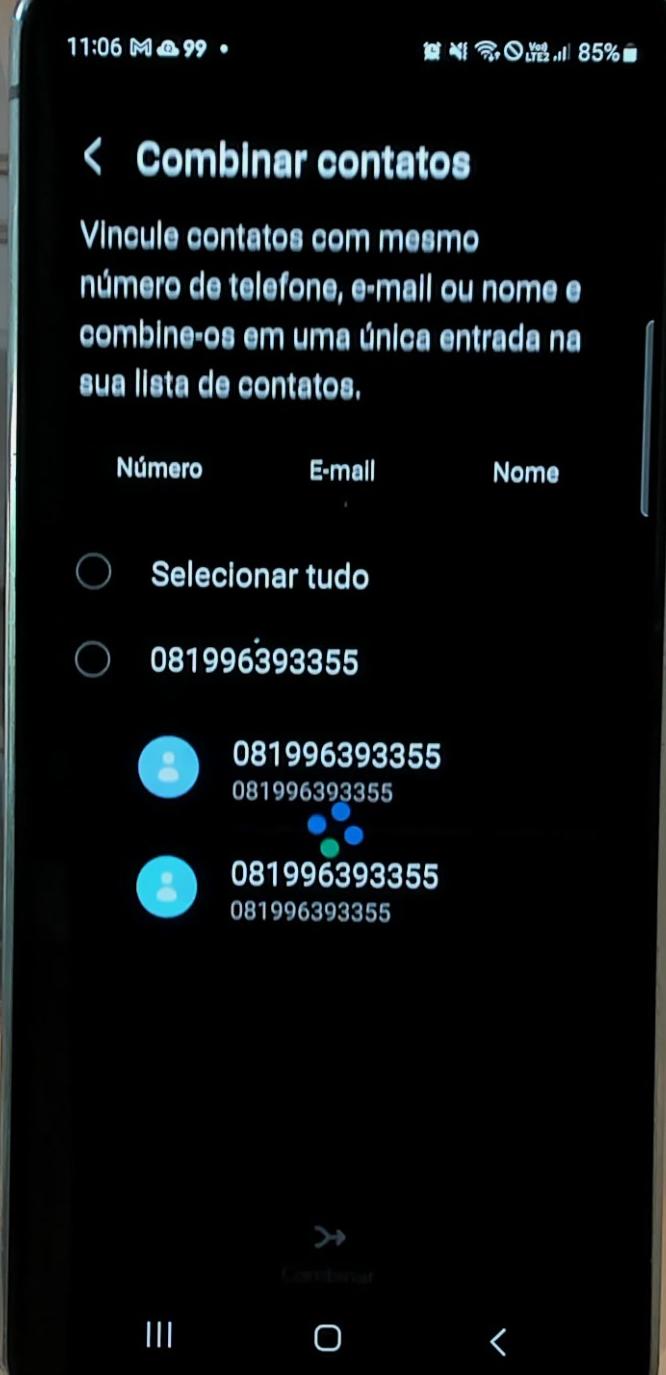 11:06 M 99 • Vo)) LTE2 85%
Combinar contatos
Vincule contatos com mesmo
número de telefone, e-mail ou nome e
combine-os em uma única entrada na
sua lista de contatos.
Número E-mail Nome
Selecionar tudo
081996393355
081996393355
081996393355
081996393355
081996393355
Combinar